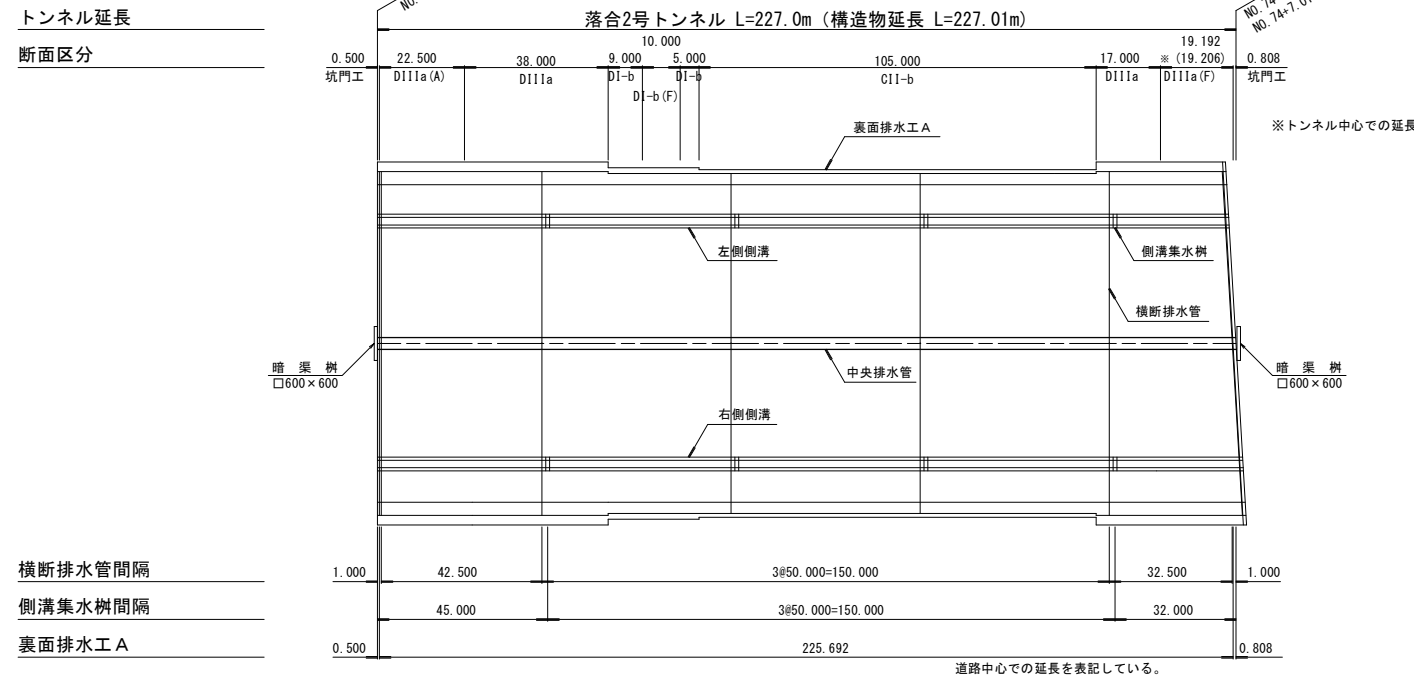 トンネル延長
NO.
落合2号トンネル L=227.0m (構造物延長 L=227.01m)
NO.74
NO.74+7.01
断面区分
0.500 22.500 38.000 9.000 10.000 5.000 105.000 17.000 19.192 ※(19.206) 0.808
坑門工 DIIIa(A) DIIIa DI-b DI-b(F) DI-b CII-b DIIIa DIIIa(F) 坑門工
※トンネル中心での延長
裏面排水工A
左側側溝
側溝集水桝
横断排水管
暗 渠 桝
□600×600
中央排水管
暗 渠 桝
□600×600
右側側溝
横断排水管間隔
1.000 42.500 3@50.000=150.000 32.500 1.000
側溝集水桝間隔
45.000 3@50.000=150.000 32.000
裏面排水工A
0.500 225.692 0.808
道路中心での延長を表記している。